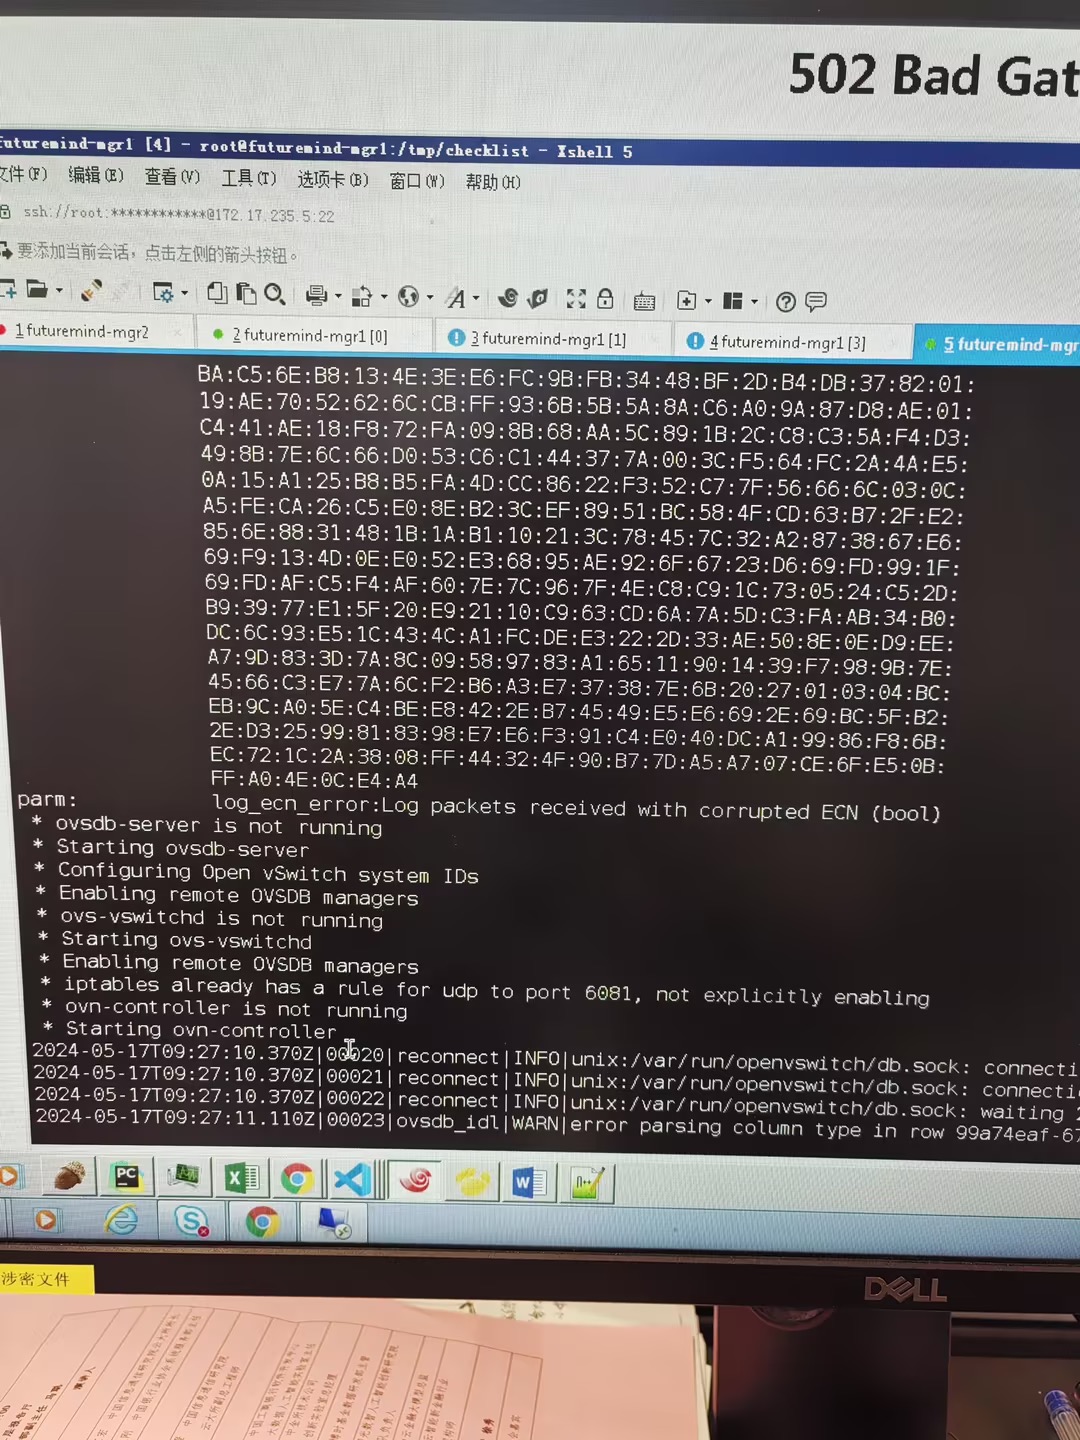 502 Bad Gat
futuremind-mgr1 [4] - root@futuremind-mgr1:/tmp/checklist - Xshell 5
文件(F) 编辑(E) 查看(V) 工具(T) 选项卡(B) 窗口(W) 帮助(H)
ssh://root:************@172.17.235.5:22
要添加当前会话，点击左侧的箭头按钮。
1 futuremind-mgr2 2 futuremind-mgr1 [0] 3 futuremind-mgr1 [1] 4 futuremind-mgr1 [3] 5 futuremind-mgr
BA:C5:6E:B8:13:4E:3E:E6:FC:9B:FB:34:48:BF:2D:B4:DB:37:82:01:
19:AE:70:52:62:6C:CB:FF:93:6B:5B:5A:8A:C6:A0:9A:87:D8:AE:01:
C4:41:AE:18:F8:72:FA:09:8B:68:AA:5C:89:1B:2C:C8:C3:5A:F4:D3:
49:8B:7E:6C:66:D0:53:C6:C1:44:37:7A:00:3C:F5:64:FC:2A:4A:E5:
0A:15:A1:25:B8:B5:FA:4D:CC:86:22:F3:52:C7:7F:56:66:6C:03:0C:
A5:FE:CA:26:C5:E0:8E:B2:3C:EF:89:51:BC:58:4F:CD:63:B7:2F:E2:
85:6E:88:31:48:1B:1A:B1:10:21:3C:78:45:7C:32:A2:87:38:67:E6:
69:F9:13:4D:0E:E0:52:E3:68:95:AE:92:6F:67:23:D6:69:FD:99:1F:
69:FD:AF:C5:F4:AF:60:7E:7C:96:7F:4E:C8:C9:1C:73:05:24:C5:2D:
B9:39:77:E1:5F:20:E9:21:10:C9:63:CD:6A:7A:5D:C3:FA:AB:34:B0:
DC:6C:93:E5:1C:43:4C:A1:FC:DE:E3:22:2D:33:AE:50:8E:0E:D9:EE:
A7:9D:83:3D:7A:8C:09:58:97:83:A1:65:11:90:14:39:F7:98:9B:7E:
45:66:C3:E7:7A:6C:F2:B6:A3:E7:37:38:7E:6B:20:27:01:03:04:BC:
EB:9C:A0:5E:C4:BE:E8:42:2E:B7:45:49:E5:E6:69:2E:69:BC:5F:B2:
2E:D3:25:99:81:83:98:E7:E6:F3:91:C4:E0:40:DC:A1:99:86:F8:6B:
EC:72:1C:2A:38:08:FF:44:32:4F:90:B7:7D:A5:A7:07:CE:6F:E5:0B:
FF:A0:4E:0C:E4:A4
parm: log_ecn_error:Log packets received with corrupted ECN (bool)
* ovsdb-server is not running
* Starting ovsdb-server
* Configuring Open vSwitch system IDs
* Enabling remote OVSDB managers
* ovs-vswitchd is not running
* Starting ovs-vswitchd
* Enabling remote OVSDB managers
* iptables already has a rule for udp to port 6081, not explicitly enabling
* ovn-controller is not running
* Starting ovn-controller
2024-05-17T09:27:10.370Z|00020|reconnect|INFO|unix:/var/run/openvswitch/db.sock: connecti
2024-05-17T09:27:10.370Z|00021|reconnect|INFO|unix:/var/run/openvswitch/db.sock: connectio
2024-05-17T09:27:10.370Z|00022|reconnect|INFO|unix:/var/run/openvswitch/db.sock: waiting
2024-05-17T09:27:11.110Z|00023|ovsdb_idl|WARN|error parsing column type in row 99a74eaf-67
DELL
涉密文件